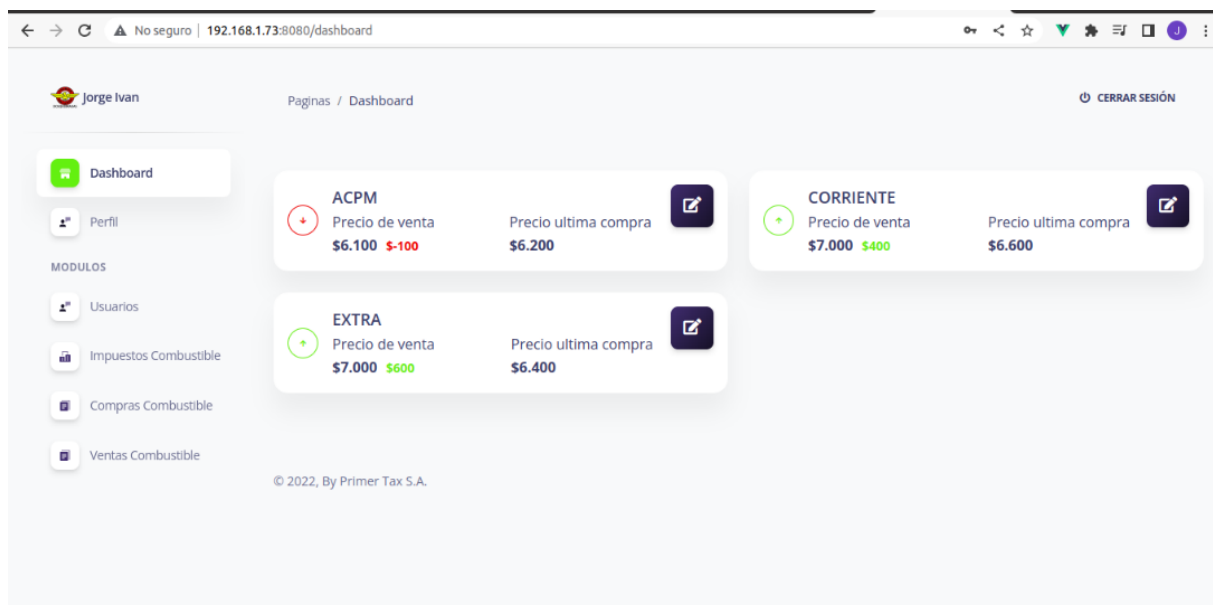 No seguro | 192.168.1.73:8080/dashboard
J
Jorge Ivan
Paginas / Dashboard
CERRAR SESIÓN
Dashboard
Perfil
MODULOS
Usuarios
Impuestos Combustible
Compras Combustible
Ventas Combustible
ACPM
Precio de venta Precio ultima compra
$6.100 $-100 $6.200
CORRIENTE
Precio de venta Precio ultima compra
$7.000 $400 $6.600
EXTRA
Precio de venta Precio ultima compra
$7.000 $600 $6.400
© 2022, By Primer Tax S.A.